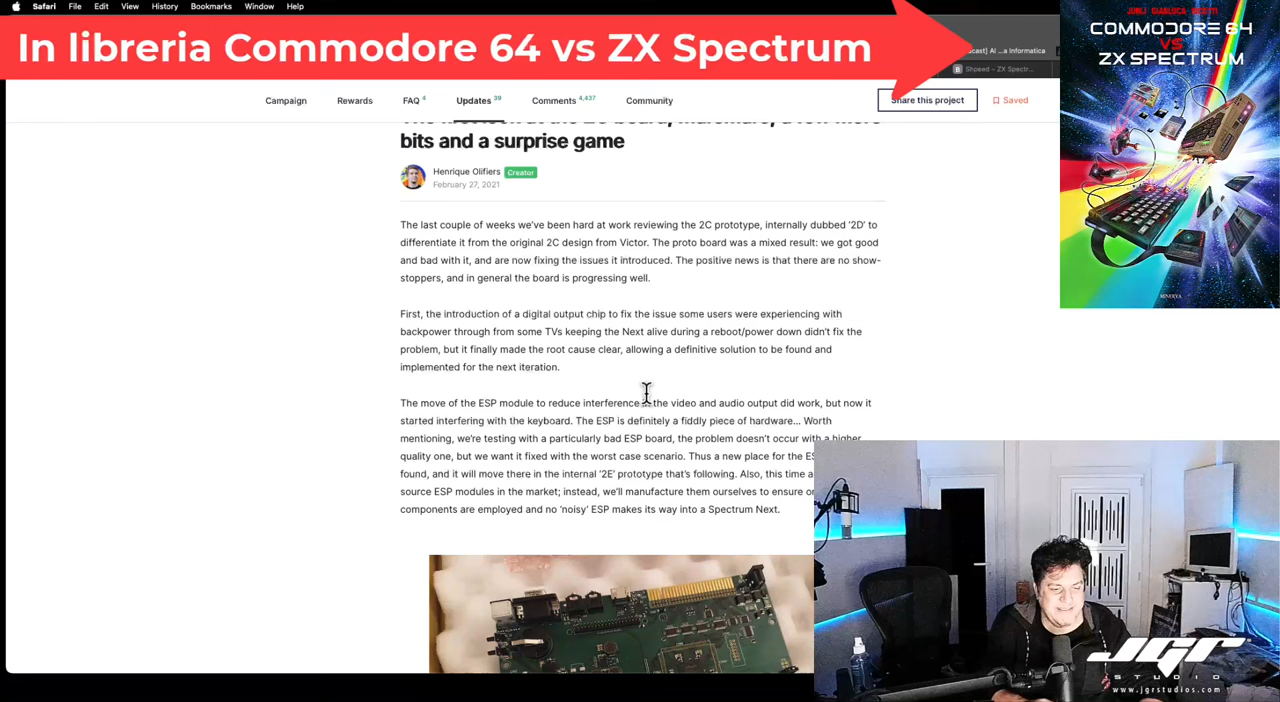 Safari File Edit View History Bookmarks Window Help
In libreria Commodore 64 vs ZX Spectrum
cast] Al ...a Informatica
Shpeed – ZX Spectr...
Campaign Rewards FAQ 4 Updates 39 Comments 4,437 Community
Share this project
Saved
bits and a surprise game
Henrique Olifiers Creator
February 27, 2021
The last couple of weeks we've been hard at work reviewing the 2C prototype, internally dubbed '2D' to
differentiate it from the original 2C design from Victor. The proto board was a mixed result: we got good
and bad with it, and are now fixing the issues it introduced. The positive news is that there are no show-
stoppers, and in general the board is progressing well.
First, the introduction of a digital output chip to fix the issue some users were experiencing with
backpower through from some TVs keeping the Next alive during a reboot/power down didn't fix the
problem, but it finally made the root cause clear, allowing a definitive solution to be found and
implemented for the next iteration.
The move of the ESP module to reduce interference the video and audio output did work, but now it
started interfering with the keyboard. The ESP is definitely a fiddly piece of hardware... Worth
mentioning, we're testing with a particularly bad ESP board, the problem doesn't occur with a higher
quality one, but we want it fixed with the worst case scenario. Thus a new place for the ES
found, and it will move there in the internal '2E' prototype that's following. Also, this time a
source ESP modules in the market; instead, we'll manufacture them ourselves to ensure o
components are employed and no 'noisy' ESP makes its way into a Spectrum Next.
COMMODORE 64
VS
ZX SPECTRUM
MINERVA
JGR
STUDIO
www.jgrstudios.com